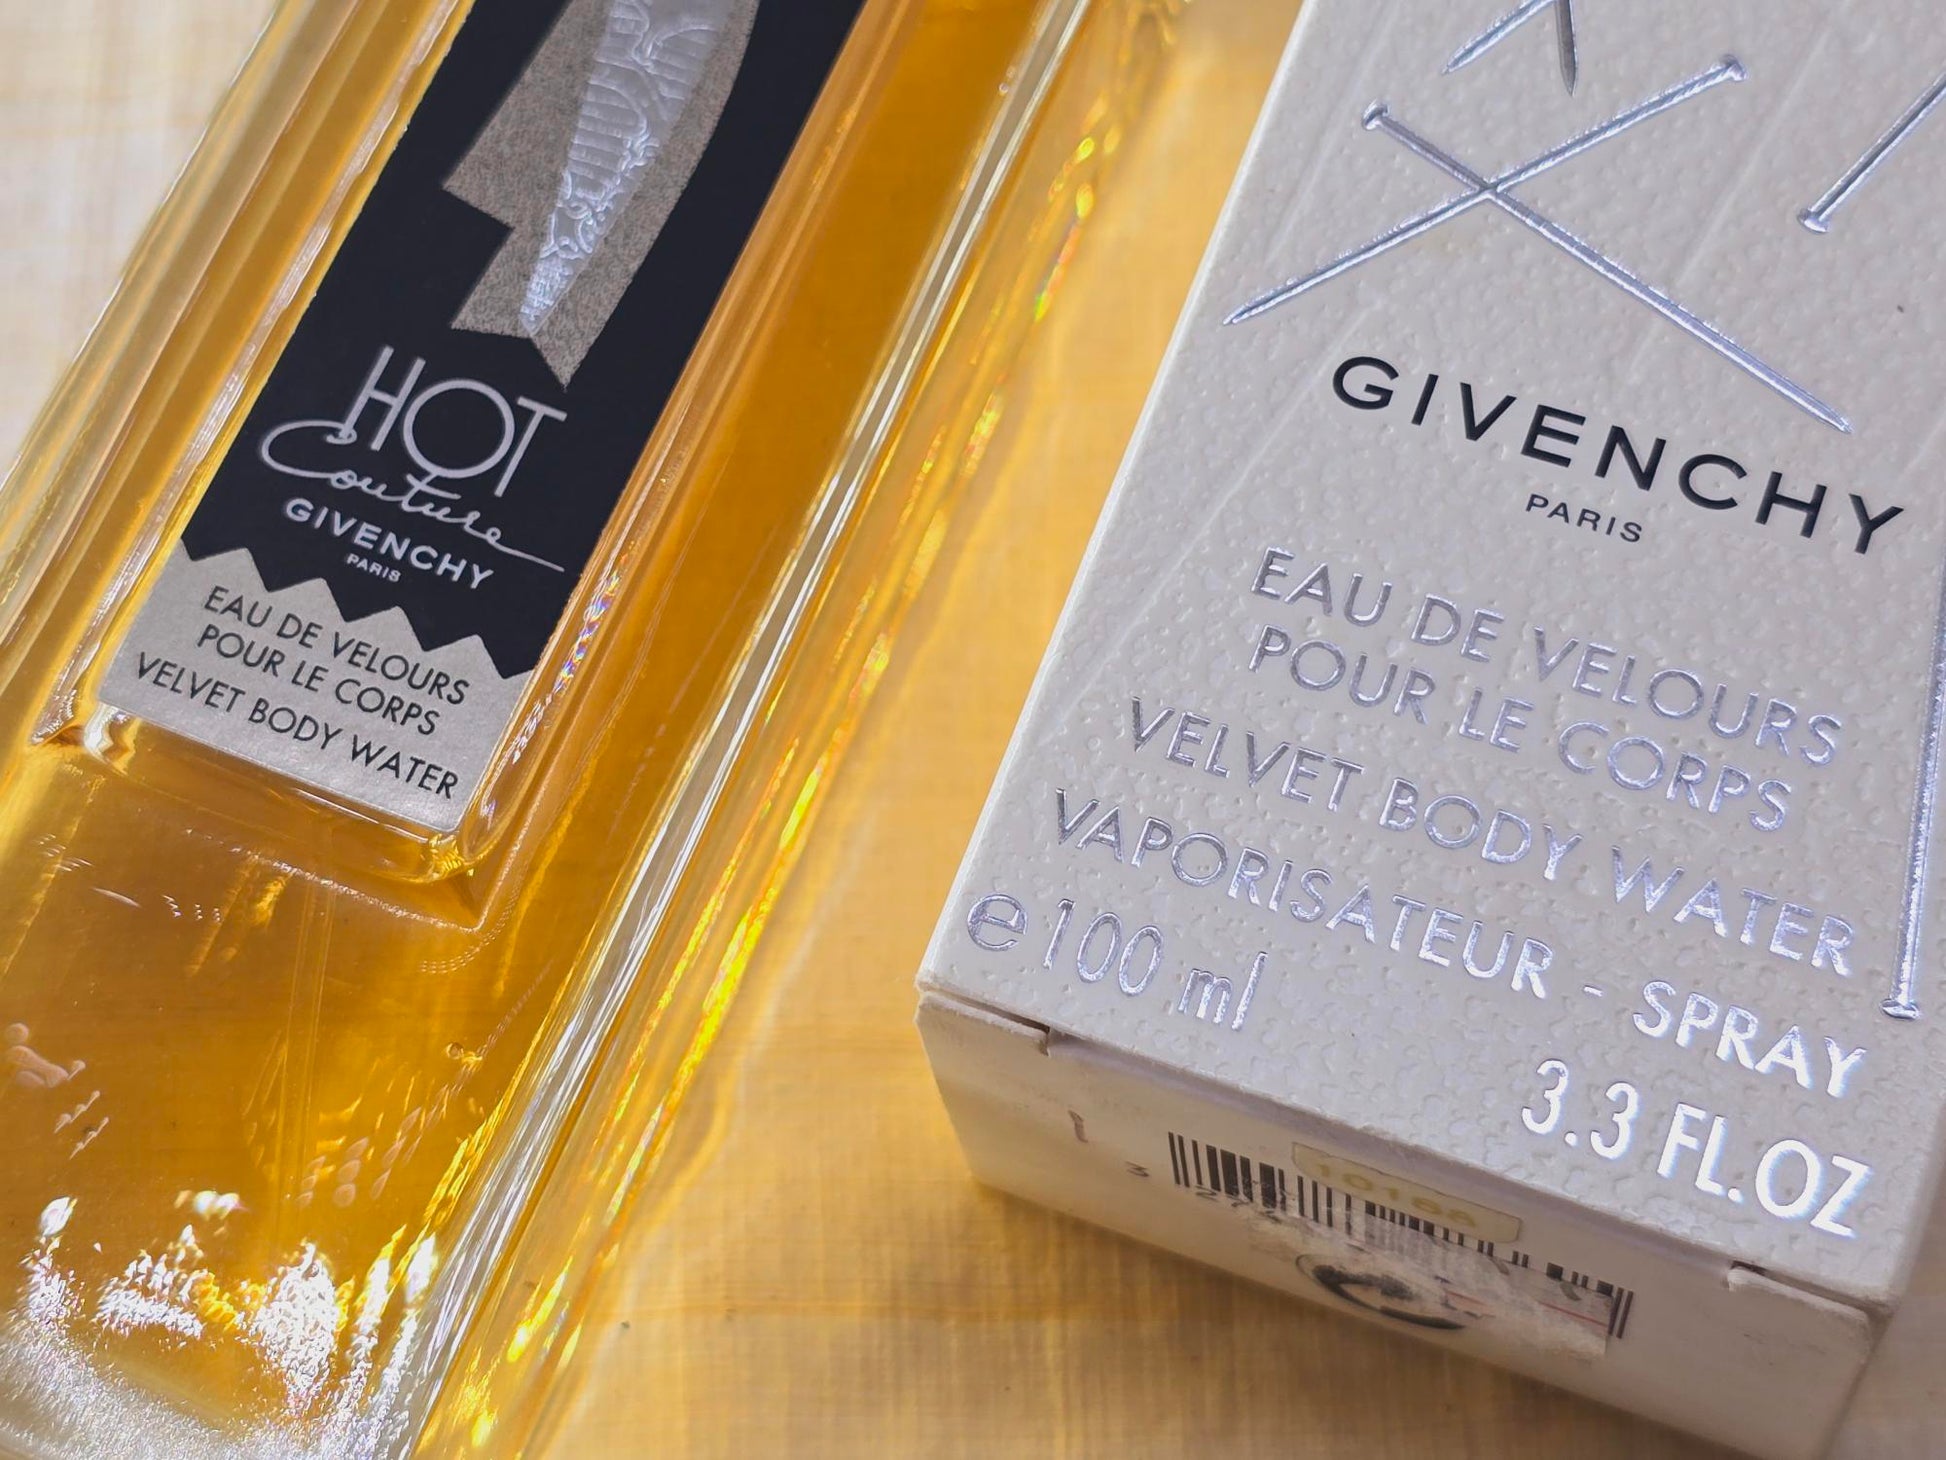 HOT
Couture
GIVENCHY
PARIS
EAU DE VELOURS
POUR LE CORPS
VELVET BODY WATER
GIVENCHY
PARIS
EAU DE VELOURS
POUR LE CORPS
VELVET BODY WATER
VAPORISATEUR - SPRAY
℮ 100 ml
3.3 FL.OZ